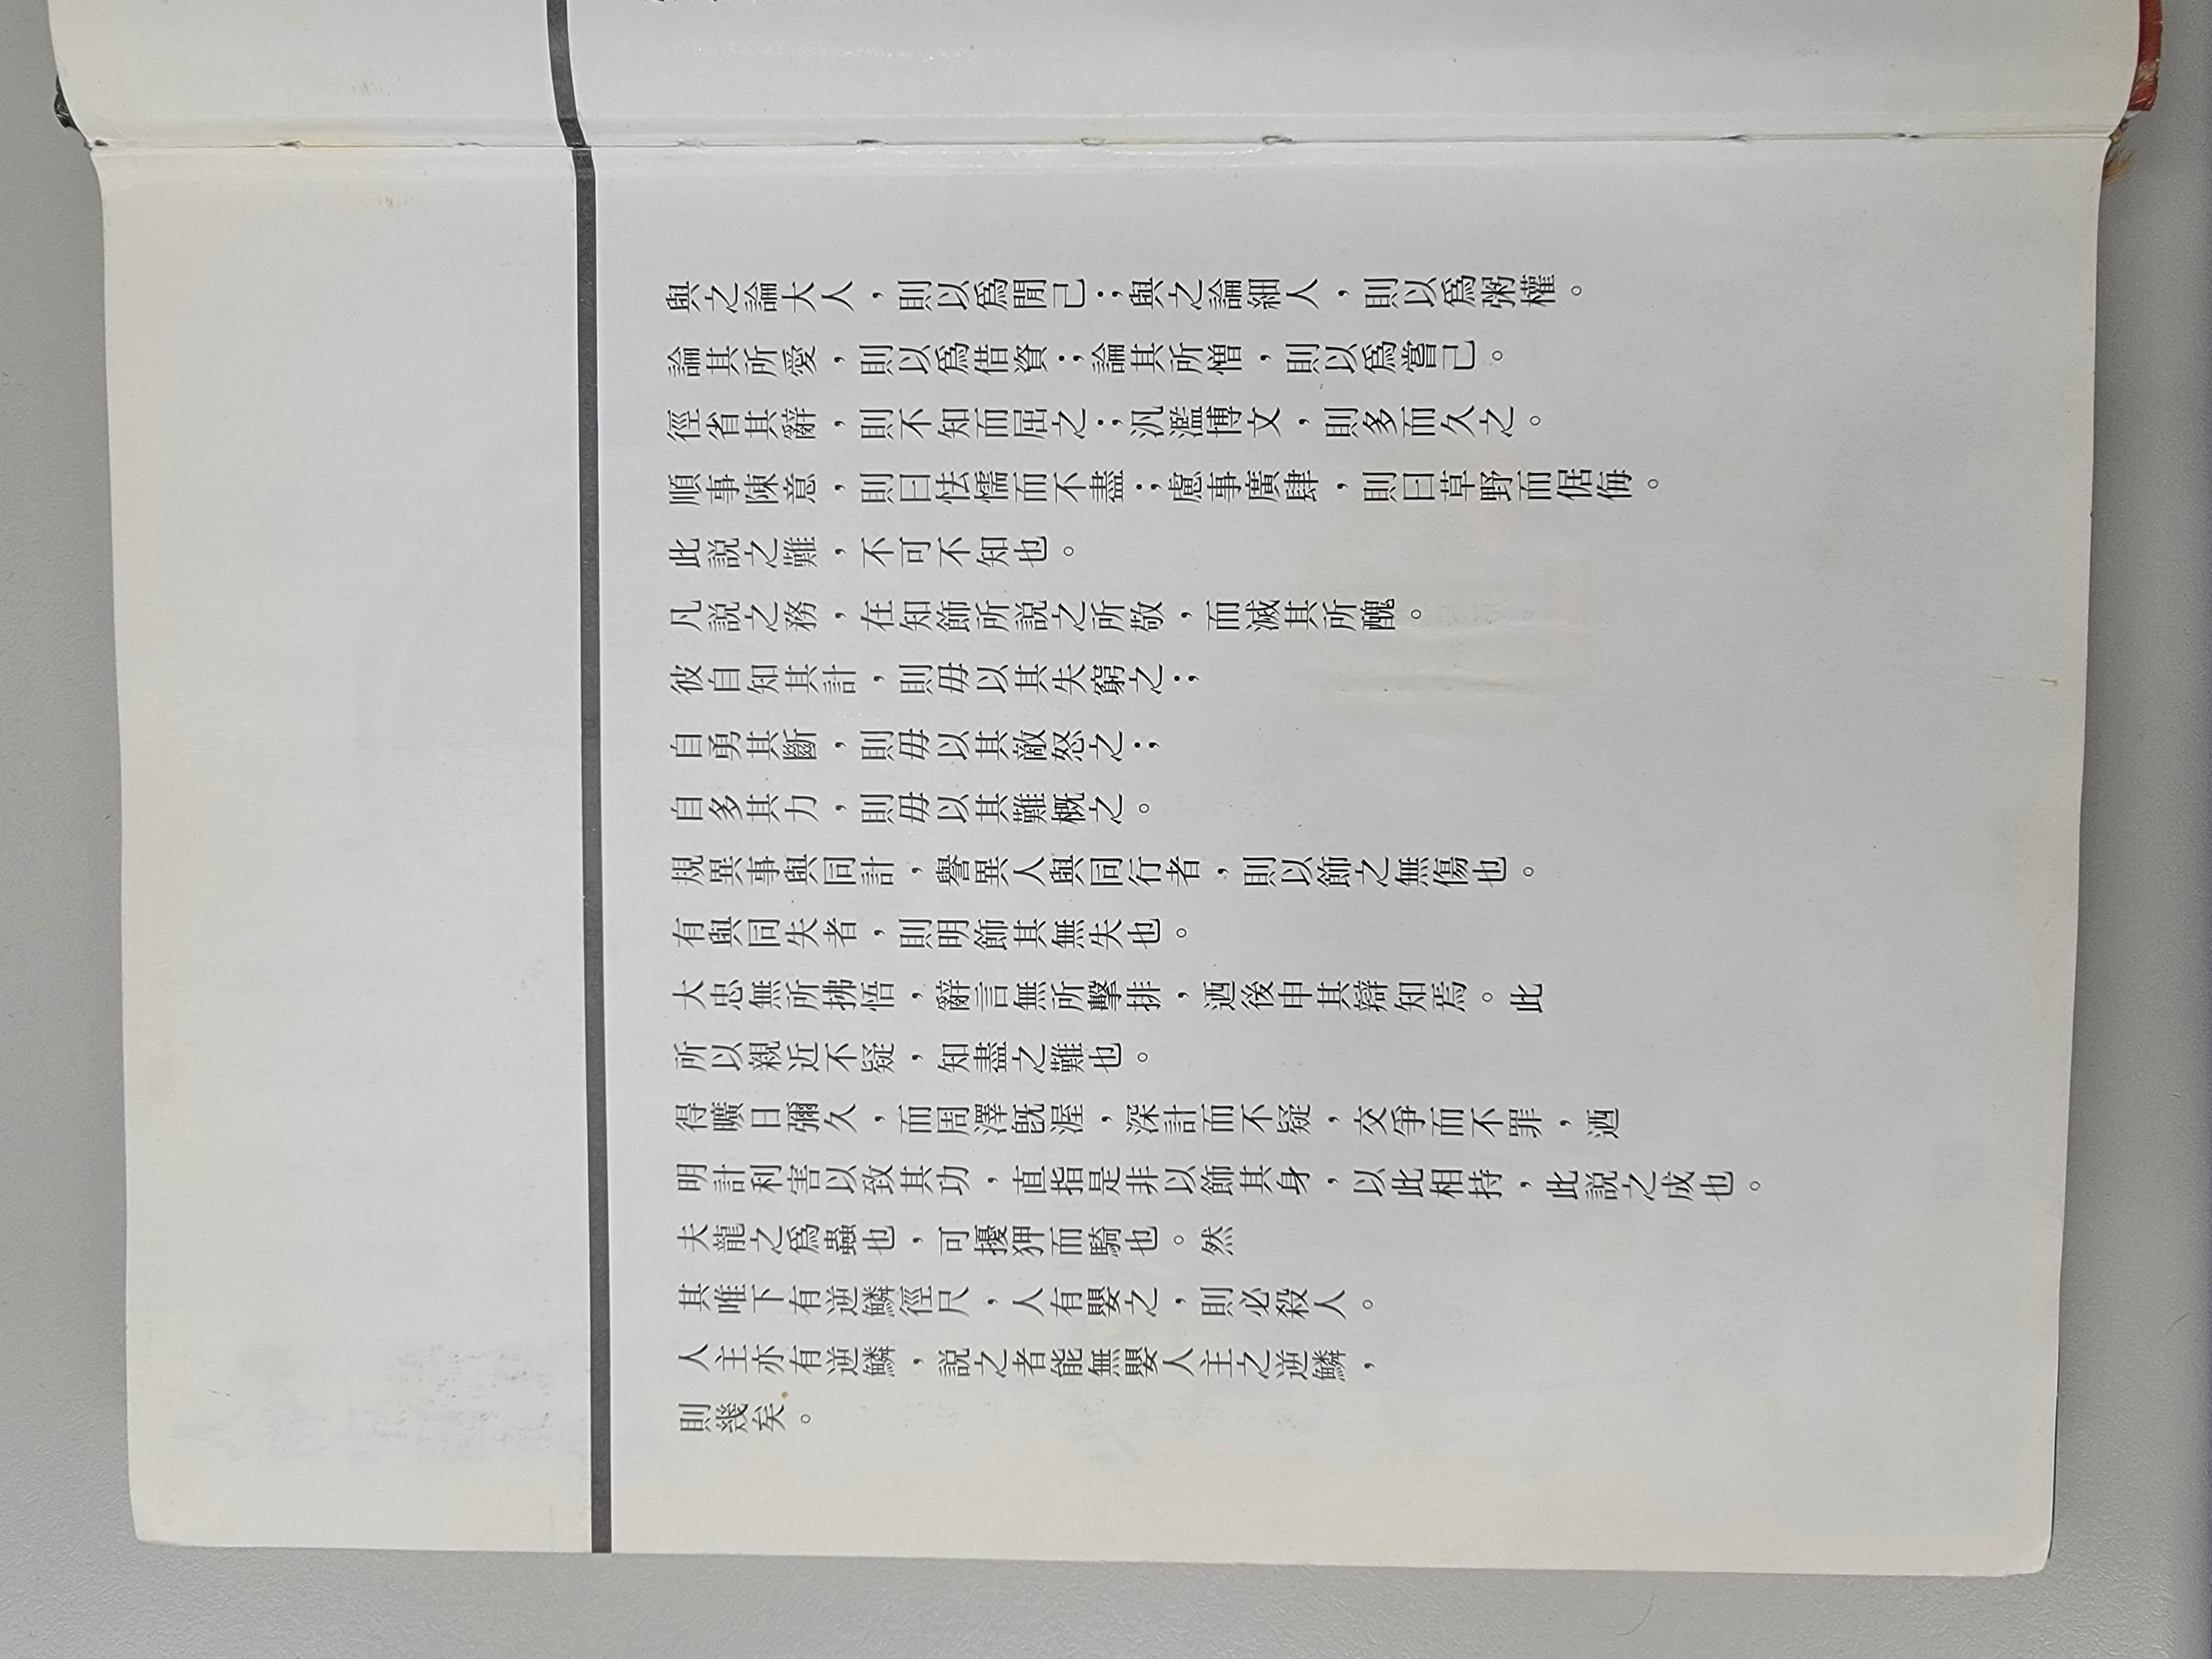 與之論大人，則以爲閒己；與之論細人，則以爲粥權。
論其所愛，則以爲借資；論其所憎，則以爲嘗己。
徑省其辭，則不知而屈之；汎濫博文，則多而久之。
順事陳意，則曰怯懦而不盡；慮事廣肆，則曰草野而倨侮。
此説之難，不可不知也。
凡説之務，在知飾所説之所敬，而滅其所醜。
彼自知其計，則毋以其失窮之；
自勇其斷，則毋以其敵怒之；
自多其力，則毋以其難概之。
規異事與同計，譽異人與同行者，則以飾之無傷也。
有與同失者，則明飾其無失也。
大忠無所拂悟，辭言無所擊排，迺後申其辯知焉。此
所以親近不疑，知盡之難也。
得曠日彌久，而周澤旣渥，深計而不疑，交爭而不罪，迺
明計利害以致其功，直指是非以飾其身，以此相持，此説之成也。
夫龍之爲蟲也，可擾狎而騎也。然
其唯下有逆鱗徑尺，人有嬰之，則必殺人。
人主亦有逆鱗，説之者能無嬰人主之逆鱗，
則幾矣。